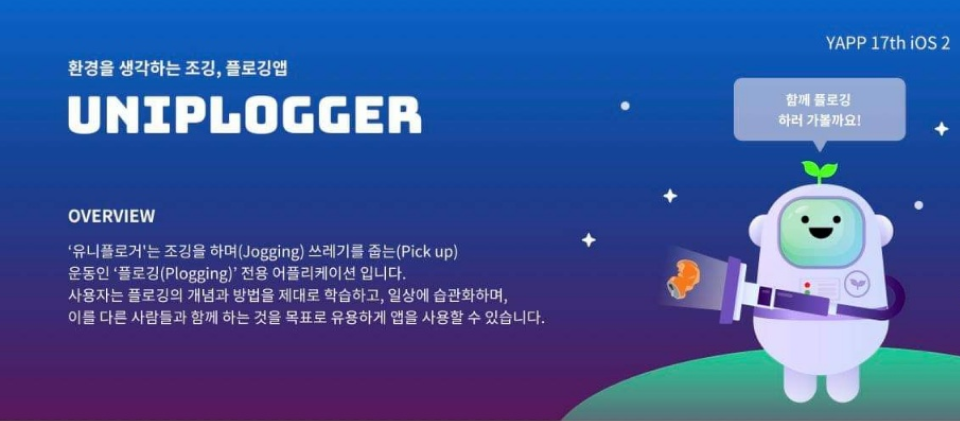 YAPP 17th iOS 2
환경을 생각하는 조깅, 플로깅앱
UNIPLOGGER
함께 플로깅
하러 가볼까요!
OVERVIEW
‘유니플로거'는 조깅을 하며(Jogging) 쓰레기를 줍는(Pick up)
운동인 ‘플로깅(Plogging)’ 전용 어플리케이션 입니다.
사용자는 플로깅의 개념과 방법을 제대로 학습하고, 일상에 습관화하며,
이를 다른 사람들과 함께 하는 것을 목표로 유용하게 앱을 사용할 수 있습니다.